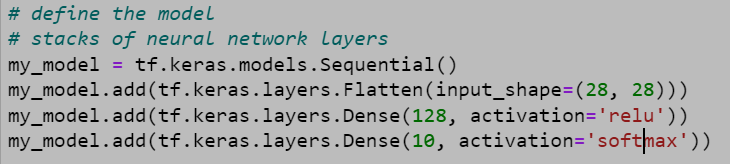 # define the model
# stacks of neural network layers
my_model = tf.keras.models.Sequential()
my_model.add(tf.keras.layers.Flatten(input_shape=(28, 28)))
my_model.add(tf.keras.layers.Dense(128, activation='relu'))
my_model.add(tf.keras.layers.Dense(10, activation='softmax'))